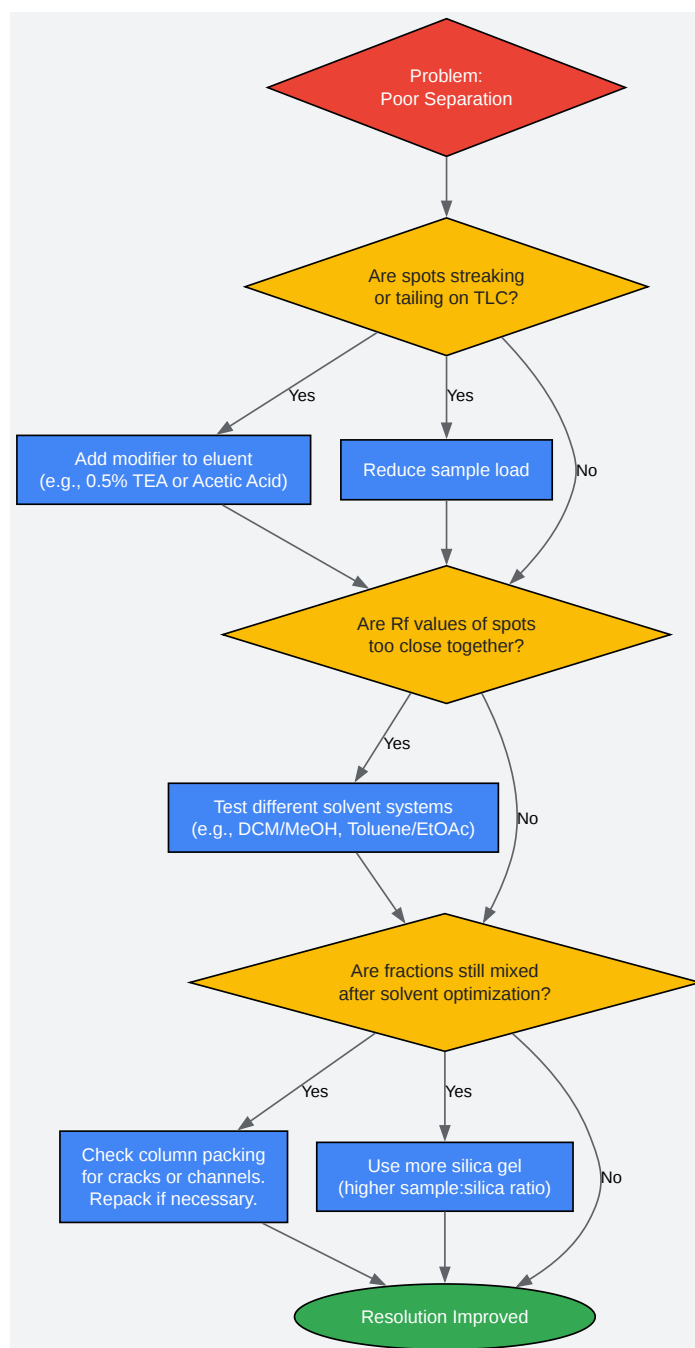 Problem:
Poor Separation
Are spots streaking
or tailing on TLC?
Yes
Yes
No
Add modifier to eluent
(e.g., 0.5% TEA or Acetic Acid)
Reduce sample load
Are Rf values of spots
too close together?
Yes
No
Test different solvent systems
(e.g., DCM/MeOH, Toluene/EtOAc)
Are fractions still mixed
after solvent optimization?
Yes
Yes
No
Check column packing
for cracks or channels.
Repack if necessary.
Use more silica gel
(higher sample:silica ratio)
Resolution Improved